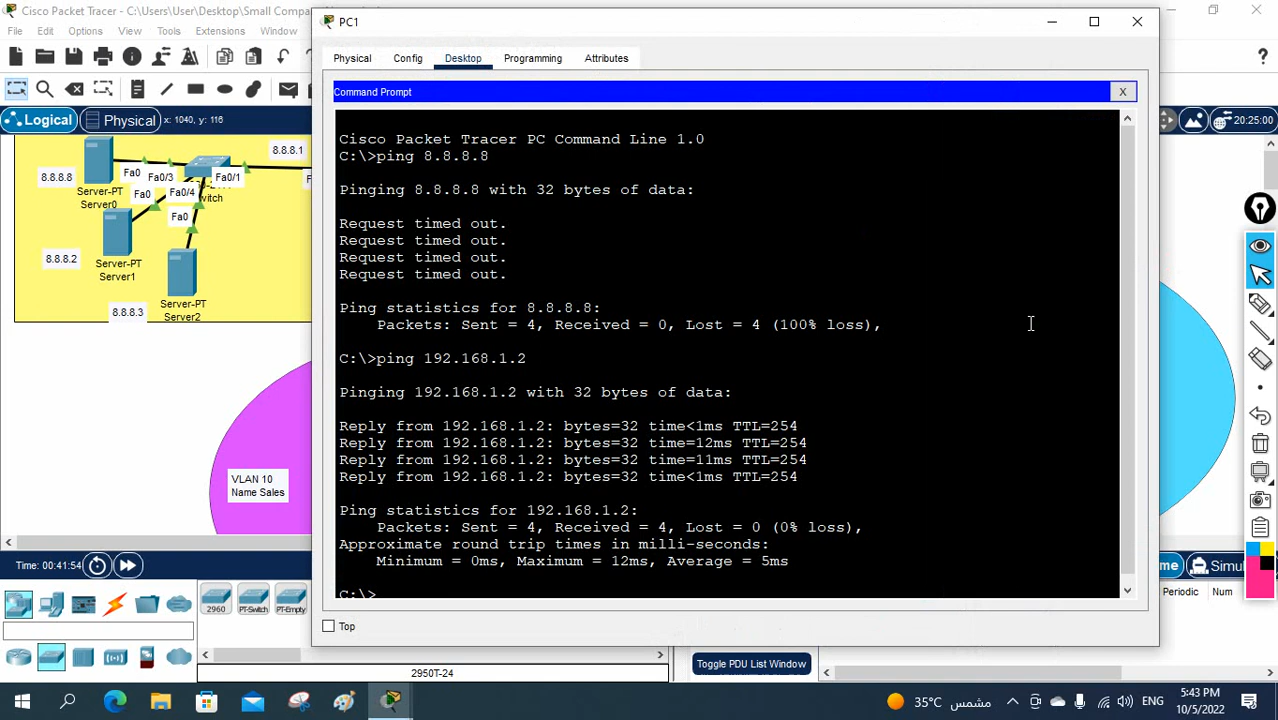 Cisco Packet Tracer - C:\Users\User\Desktop\Small Compa
PC1
File Edit Options View Tools Extensions Window
Physical Config Desktop Programming Attributes
Logical Physical x: 1040, y: 116
20:25:00
Command Prompt
X
Cisco Packet Tracer PC Command Line 1.0
C:\>ping 8.8.8.8
Pinging 8.8.8.8 with 32 bytes of data:
Request timed out.
Request timed out.
Request timed out.
Request timed out.
Ping statistics for 8.8.8.8:
Packets: Sent = 4, Received = 0, Lost = 4 (100% loss),
C:\>ping 192.168.1.2
Pinging 192.168.1.2 with 32 bytes of data:
Reply from 192.168.1.2: bytes=32 time<1ms TTL=254
Reply from 192.168.1.2: bytes=32 time=12ms TTL=254
Reply from 192.168.1.2: bytes=32 time=11ms TTL=254
Reply from 192.168.1.2: bytes=32 time<1ms TTL=254
Ping statistics for 192.168.1.2:
Packets: Sent = 4, Received = 4, Lost = 0 (0% loss),
Approximate round trip times in milli-seconds:
Minimum = 0ms, Maximum = 12ms, Average = 5ms
C:\>
Top
8.8.8.1
8.8.8.8
Fa0 Fa0/3 Fa0/1
Server-PT
Server0
Fa0 Fa0/4 witch
Fa0
8.8.8.2
Server-PT
Server1
Server-PT
Server2
8.8.8.3
VLAN 10
Name Sales
Time: 00:41:54
me Simul
Periodic Num
2960 PT-Switch PT-Empty
2950T-24
Toggle PDU List Window
35°C مشمس
ENG
5:43 PM
10/5/2022